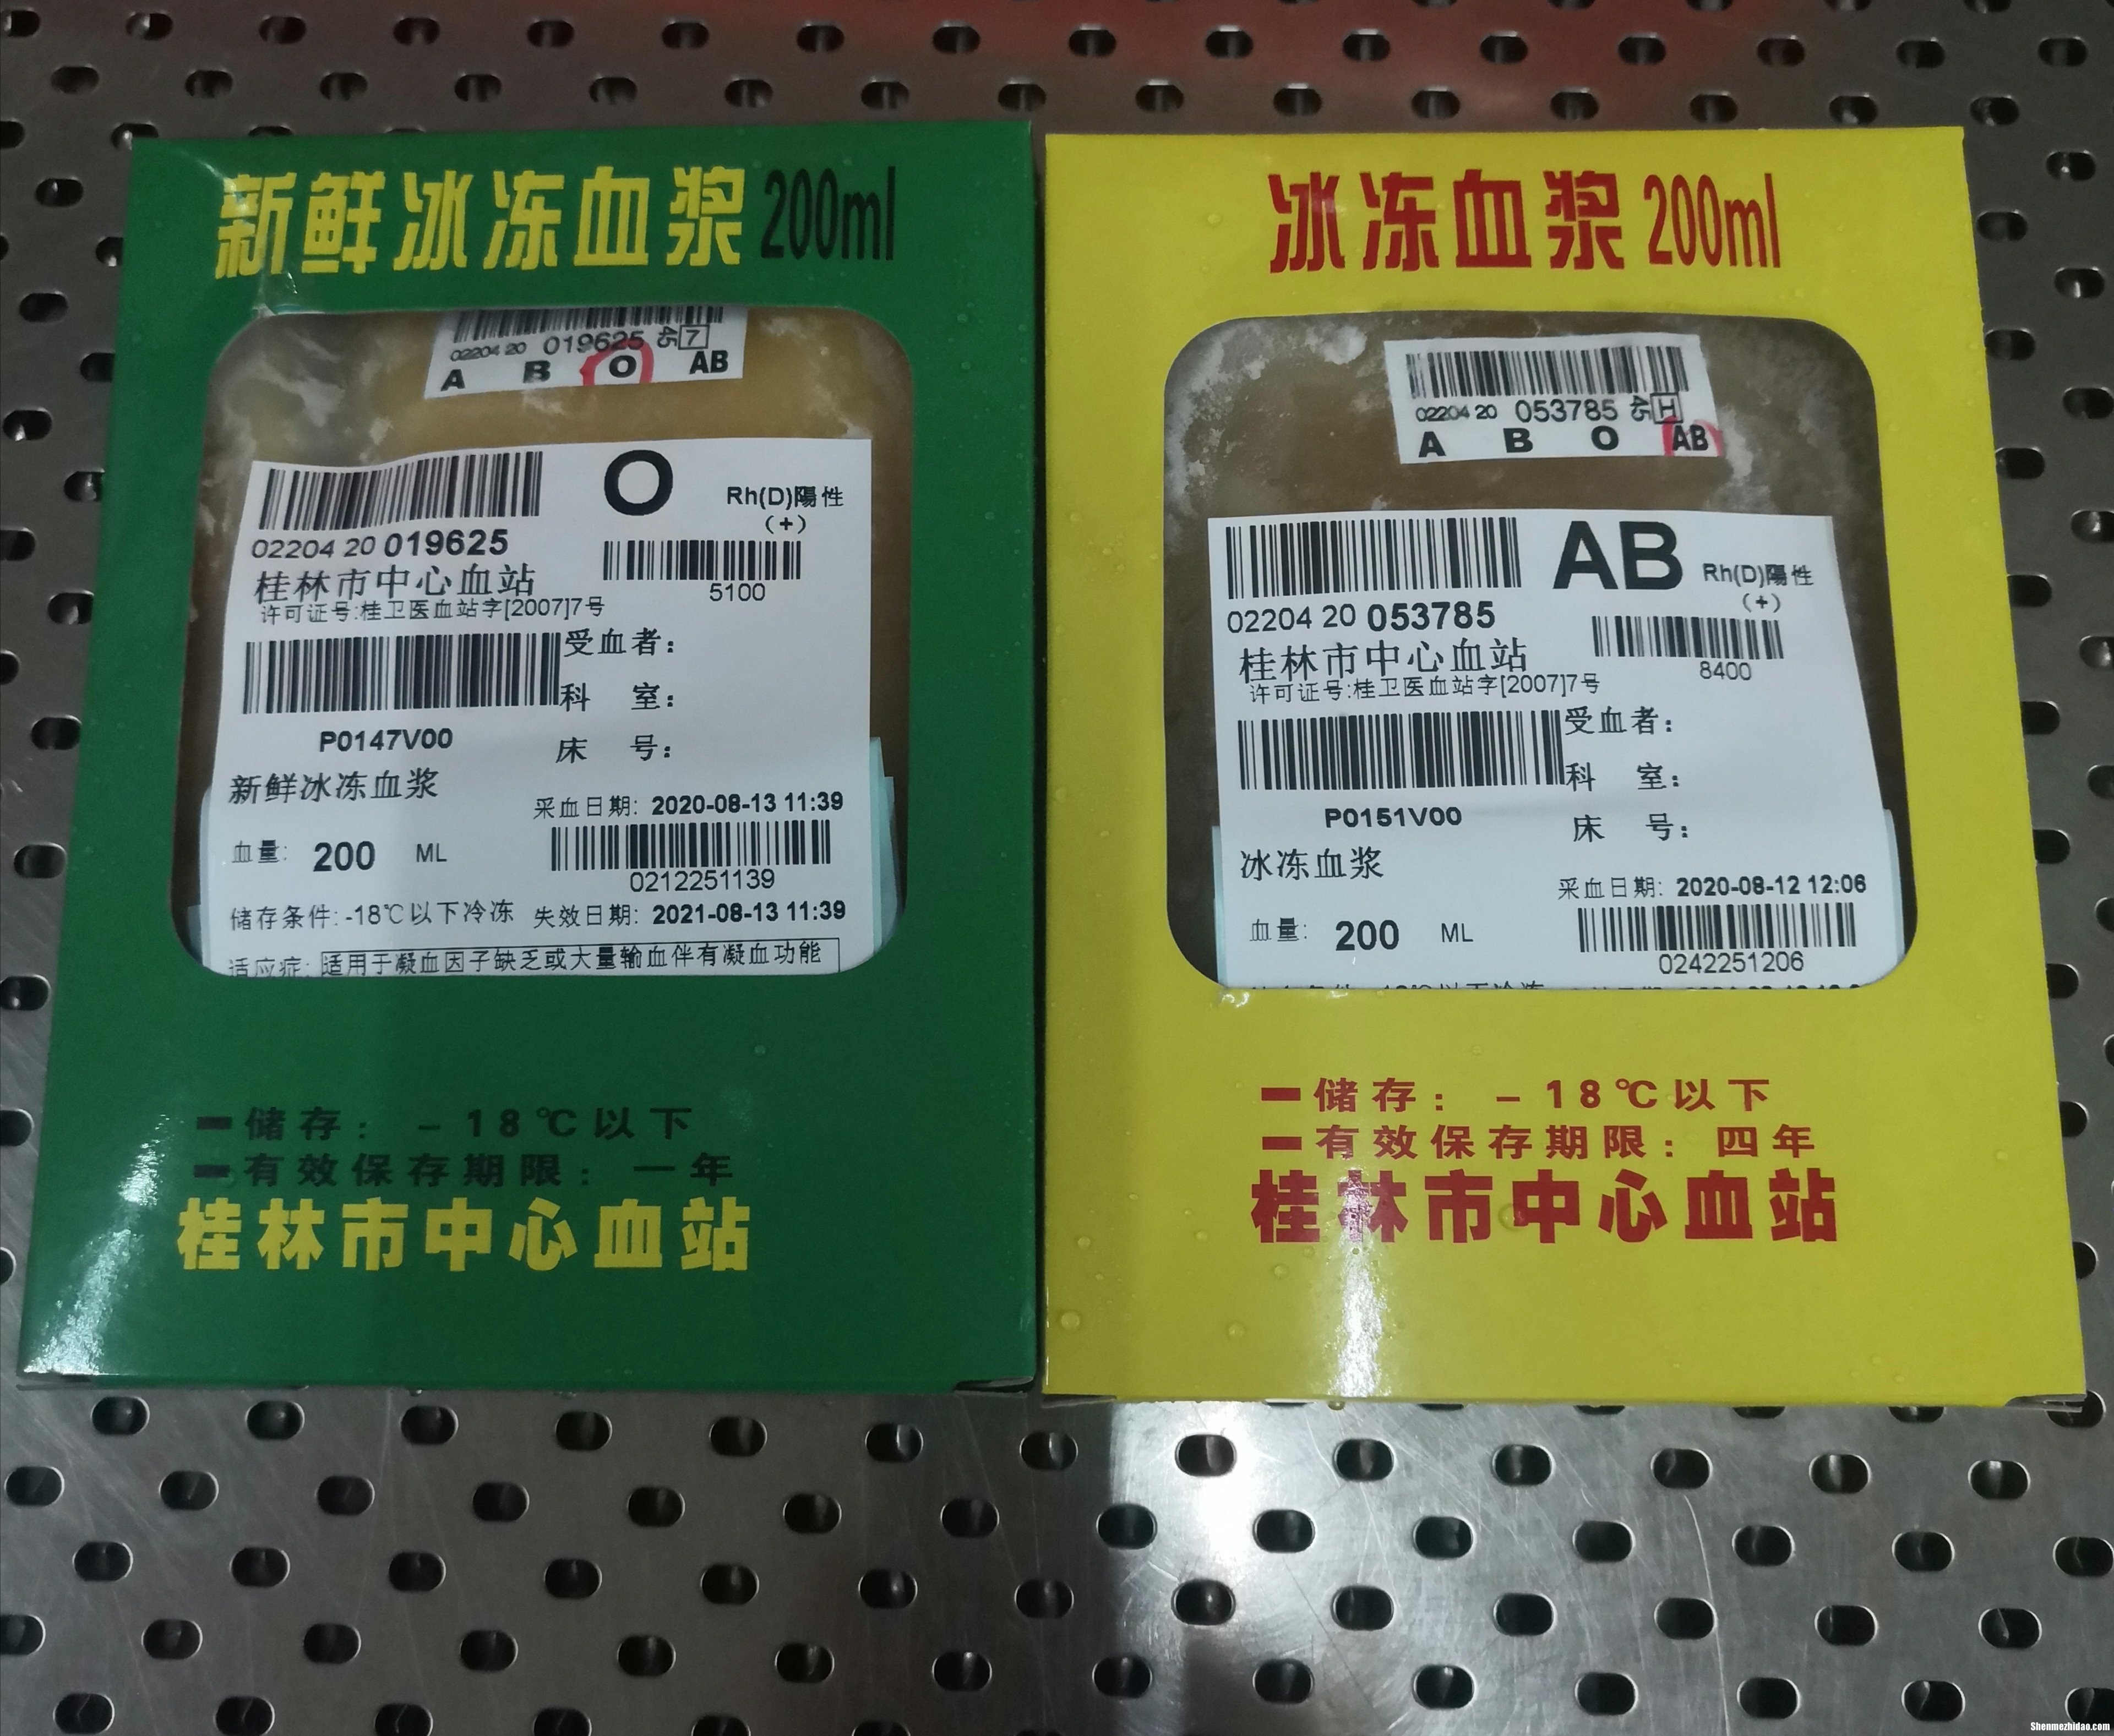 新鲜冰冻血浆200ml
02204 20 019625 45 7
A B O AB
O
Rh(D)陽性
(+)
02204 20 019625
5100
桂林市中心血站
许可证号:桂卫医血站字[2007]7号
受血者:
科 室:
P0147V00
床 号:
新鲜冰冻血浆
采血日期: 2020-08-13 11:39
血量: 200 ML
0212251139
储存条件: -18℃以下冷冻 失效日期: 2021-08-13 11:39
适应症: 适用于凝血因子缺乏或大量输血伴有凝血功能
储存: -18℃以下
有效保存期限: 一年
桂林市中心血站
冰冻血浆200ml
02204 20 053785 45 H
A B O AB
AB
Rh(D)陽性
(+)
02204 20 053785
8400
桂林市中心血站
许可证号:桂卫医血站字[2007]7号
受血者:
科 室:
P0151V00
床 号:
冰冻血浆
采血日期: 2020-08-12 12:06
血量: 200 ML
0242251206
储存: -18℃以下
有效保存期限: 四年
桂林市中心血站
Shenmezhidao.com